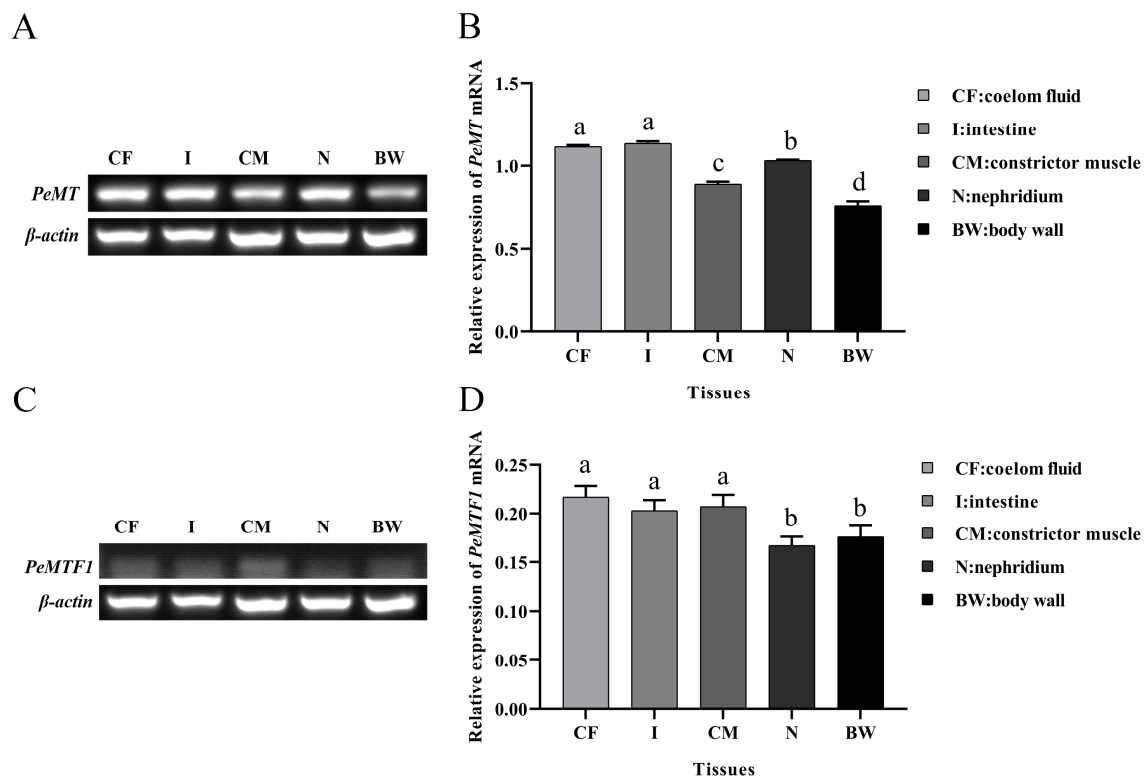 A
CF I CM N BW
PeMT
β-actin
B
Relative expression of PeMT mRNA
1.5
1.0
0.5
0.0
a a c b d
CF I CM N BW
Tissues
CF:coelom fluid
I:intestine
CM:constrictor muscle
N:nephridium
BW:body wall
C
CF I CM N BW
PeMTF1
β-actin
D
Relative expression of PeMTF1 mRNA
0.25
0.20
0.15
0.10
0.05
0.00
a a a b b
CF I CM N BW
Tissues
CF:coelom fluid
I:intestine
CM:constrictor muscle
N:nephridium
BW:body wall